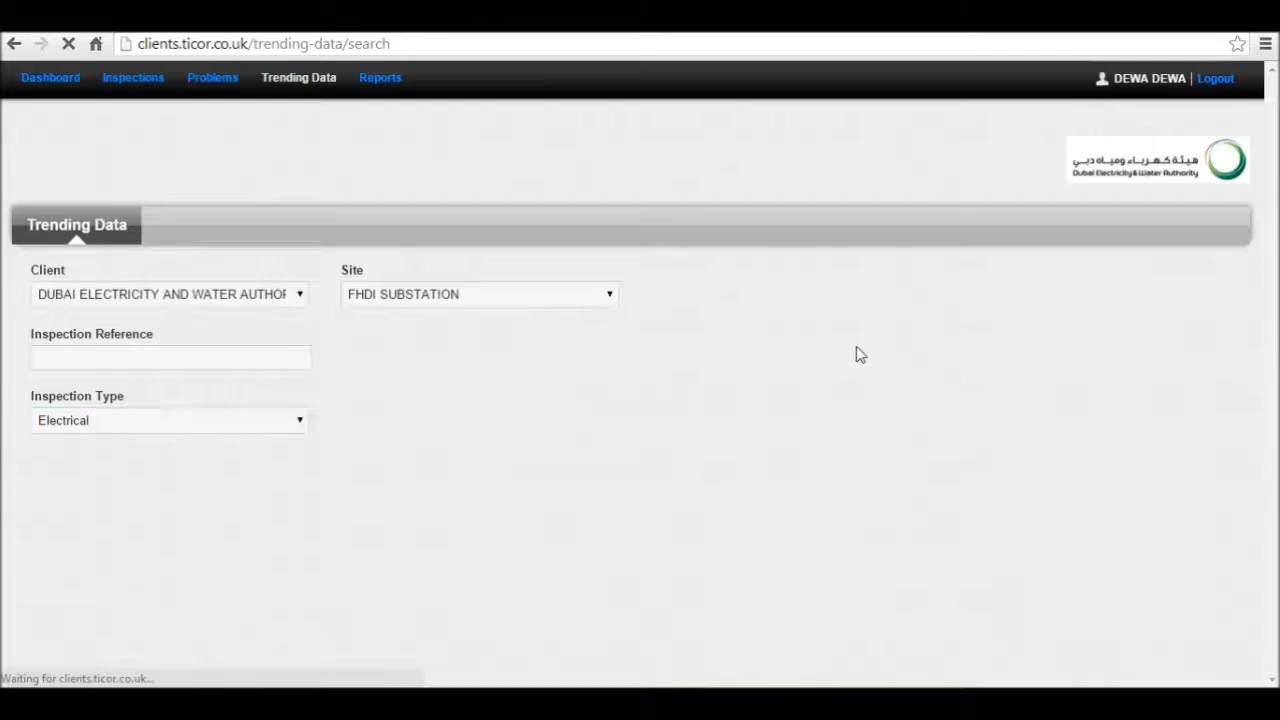 clients.ticor.co.uk/trending-data/search
Dashboard Inspections Problems Trending Data Reports DEWA DEWA | Logout
هيئة كهرباء ومياه دبي
Dubai Electricity & Water Authority
Trending Data
Client Site
DUBAI ELECTRICITY AND WATER AUTHOR FHDI SUBSTATION
Inspection Reference
Inspection Type
Electrical
Waiting for clients.ticor.co.uk...